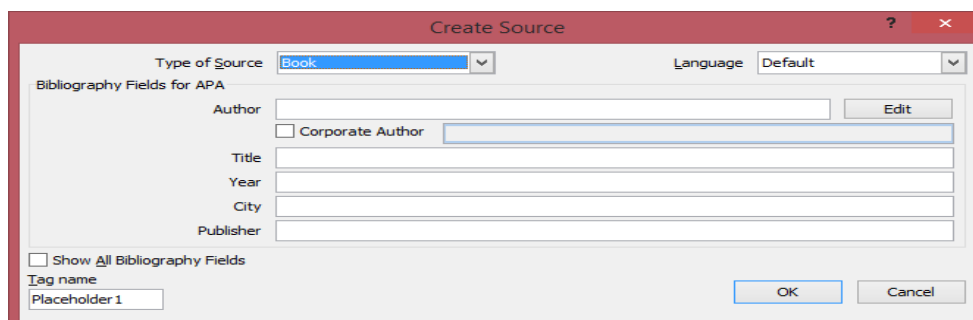 Create Source ? ×
Type of Source Book Language Default
Bibliography Fields for APA
Author Edit
Corporate Author
Title
Year
City
Publisher
Show All Bibliography Fields
Tag name
Placeholder1 OK Cancel